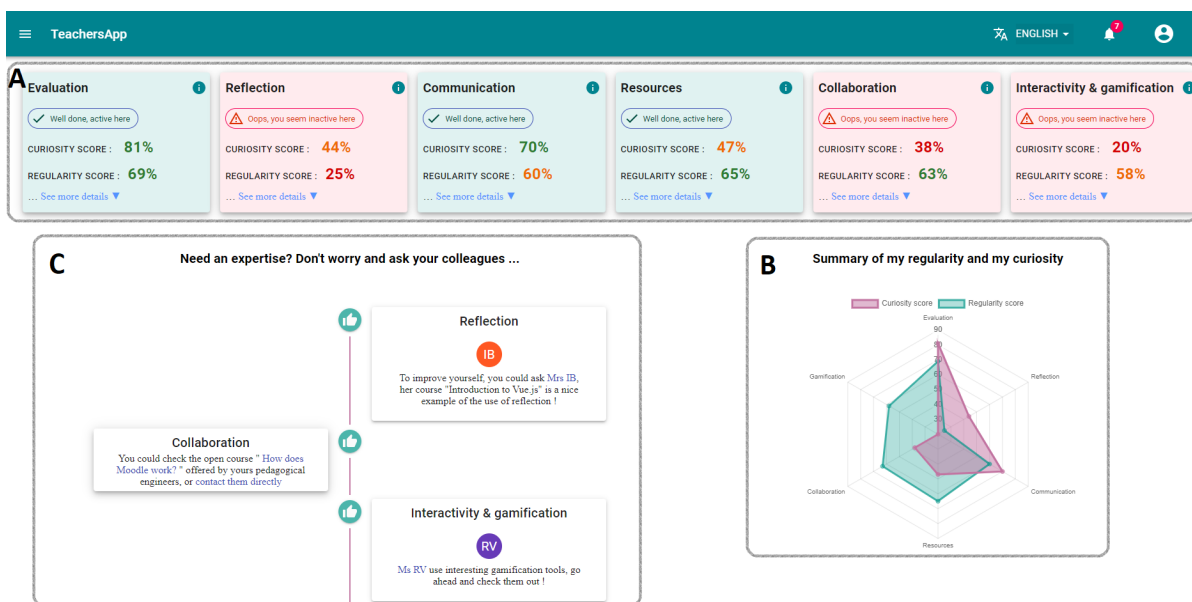 TeachersApp
ENGLISH
7
A
Evaluation
Well done, active here
CURIOSITY SCORE : 81%
REGULARITY SCORE : 69%
... See more details ▼
Reflection
Oops, you seem inactive here
CURIOSITY SCORE : 44%
REGULARITY SCORE : 25%
... See more details ▼
Communication
Well done, active here
CURIOSITY SCORE : 70%
REGULARITY SCORE : 60%
... See more details ▼
Resources
Well done, active here
CURIOSITY SCORE : 47%
REGULARITY SCORE : 65%
... See more details ▼
Collaboration
Oops, you seem inactive here
CURIOSITY SCORE : 38%
REGULARITY SCORE : 63%
... See more details ▼
Interactivity & gamification
Oops, you seem inactive here
CURIOSITY SCORE : 20%
REGULARITY SCORE : 58%
... See more details ▼
C
Need an expertise? Don't worry and ask your colleagues ...
Reflection
IB
To improve yourself, you could ask Mrs IB,
her course "Introduction to Vue.js" is a nice
example of the use of reflection !
Collaboration
You could check the open course " How does
Moodle work? " offered by yours pedagogical
engineers, or contact them directly
Interactivity & gamification
RV
Ms RV use interesting gamification tools, go
ahead and check them out !
B
Summary of my regularity and my curiosity
Curiosity score
Regularity score
Evaluation
90
80
70
60
50
40
30
Gamification
Reflection
Collaboration
Communication
Resources